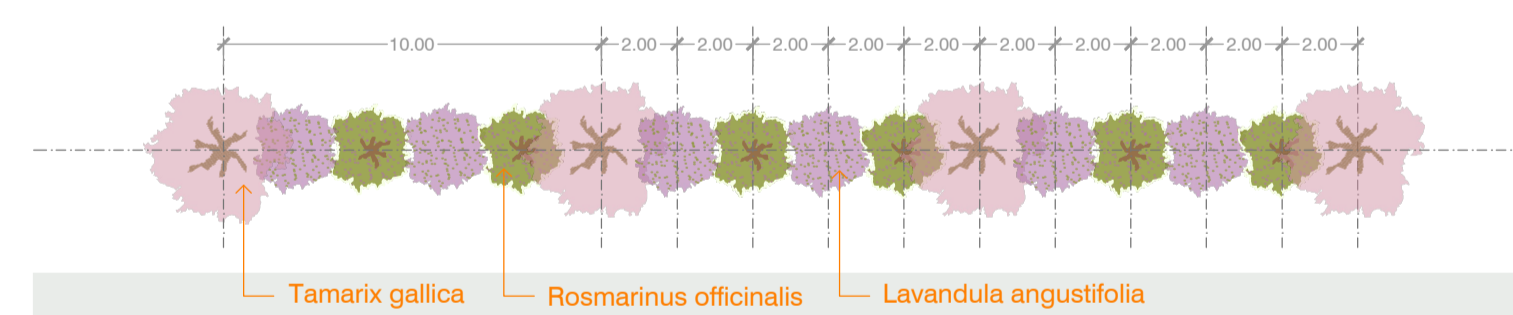 10.00 2.00 2.00 2.00 2.00 2.00 2.00 2.00 2.00 2.00 2.00
Tamarix gallica
Rosmarinus officinalis
Lavandula angustifolia